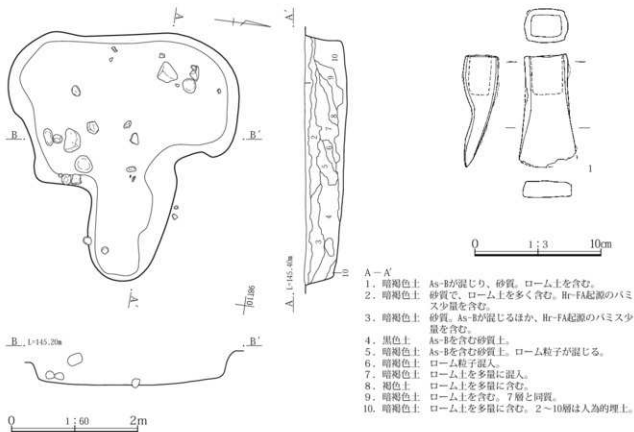 A
A′
B
B′
A′
L=145.40m
A
10
9
8
2
7
6
5
4
3
10
1
0 1：3 10cm
B L=145.20m B′
0 1：60 2m
A－A′
1．暗褐色土 As-Bが混じり、砂質。ローム土を含む。
2．暗褐色土 砂質で、ローム土を多く含む。Hr-FA起源のパミ
ス少量を含む。
3．暗褐色土 砂質。As-Bが混じるほか、Hr-FA起源のパミス少
量を含む。
4．黒色土 As-Bを含む砂質土。
5．暗褐色土 As-Bを含む砂質土。ローム粒子が混じる。
6．暗褐色土 ローム粒子混入。
7．暗褐色土 ローム土を多量に混入。
8．褐色土 ローム土を多量に含む。
9．暗褐色土 ローム土を含む。７層と同質。
10．暗褐色土 ローム土を多量に含む。２～10層は人為的埋土。